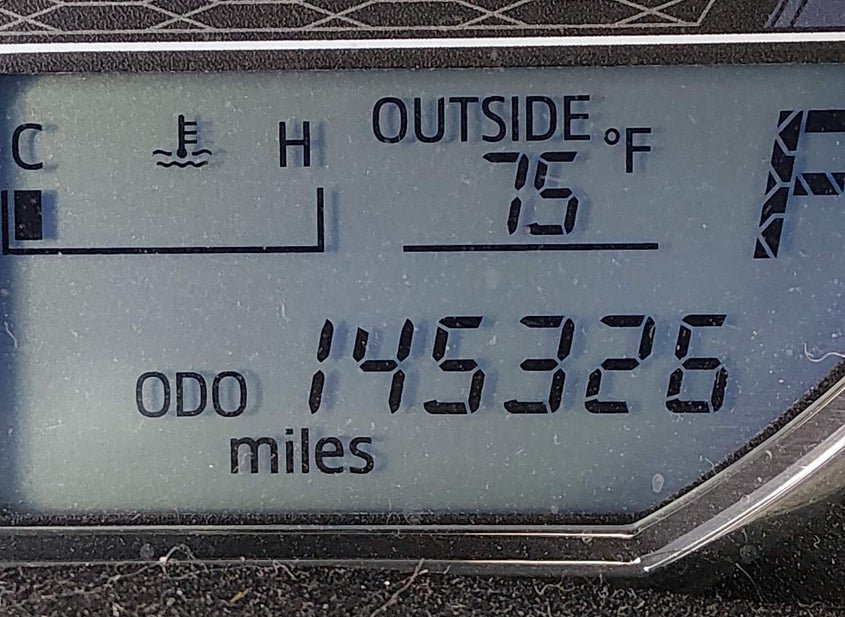 C H OUTSIDE °F
75
F
ODO 145326
miles